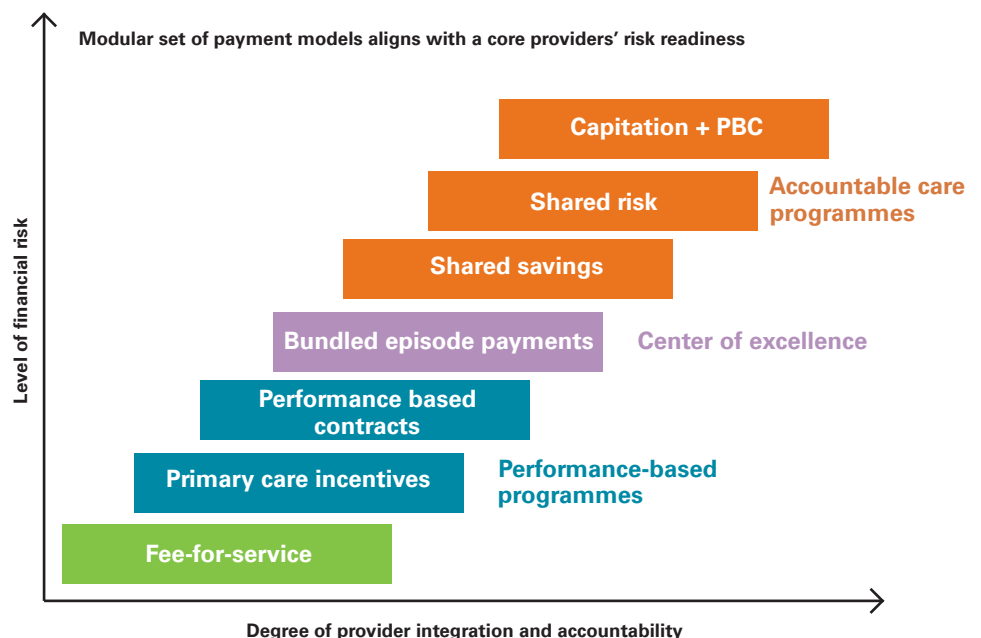 Modular set of payment models aligns with a core providers’ risk readiness
Capitation + PBC
Shared risk
Accountable care
programmes
Shared savings
Bundled episode payments
Center of excellence
Performance based
contracts
Primary care incentives
Performance-based
programmes
Fee-for-service
Level of financial risk
Degree of provider integration and accountability